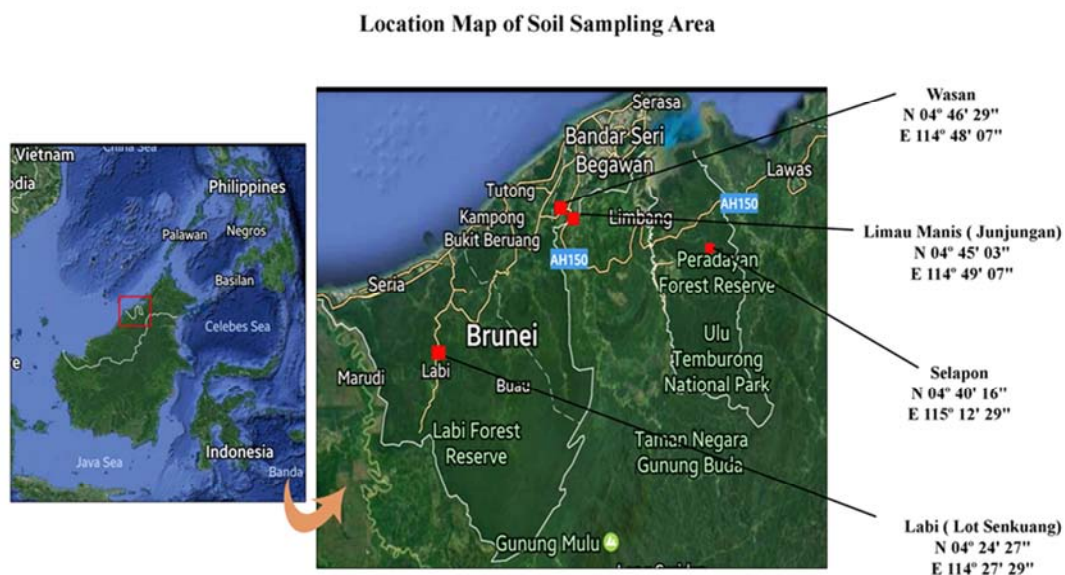 Location Map of Soil Sampling Area
China Sea
Vietnam
odia
Philippines
Palawan
Negros
Basilan
Celebes Sea
re
Indonesia
Java Sea
Banda
Serasa
Bandar Seri
Begawan
Lawas
Tutong
AH150
Kampong
Bukit Beruang
Limbang
AH150
Peradayan
Forest Reserve
Seria
Brunei
Ulu
Temburong
National Park
Marudi
Labi
Buau
Labi Forest
Reserve
Taman Negara
Gunung Buda
Gunung Mulu
Wasan
N 04º 46' 29"
E 114º 48' 07"
Limau Manis ( Junjungan)
N 04º 45' 03"
E 114º 49' 07"
Selapon
N 04º 40' 16"
E 115º 12' 29"
Labi ( Lot Senkuang)
N 04º 24' 27"
E 114º 27' 29"